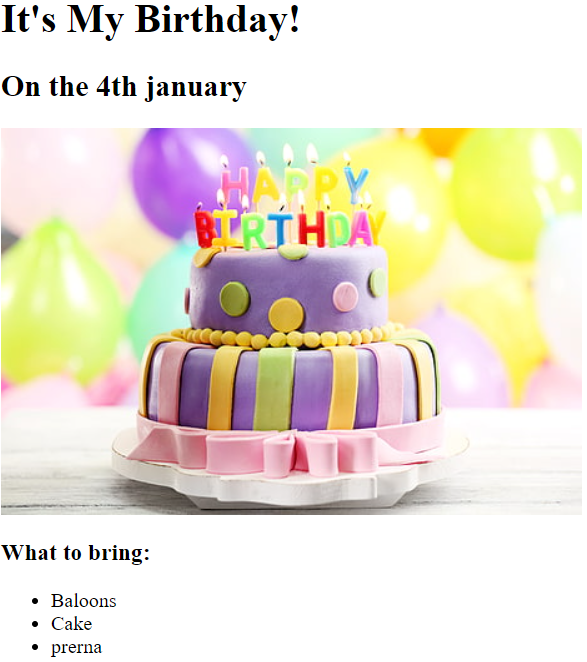 It's My Birthday!
On the 4th january
HAPPY
BIRTHDAY
What to bring:
Baloons
Cake
prerna